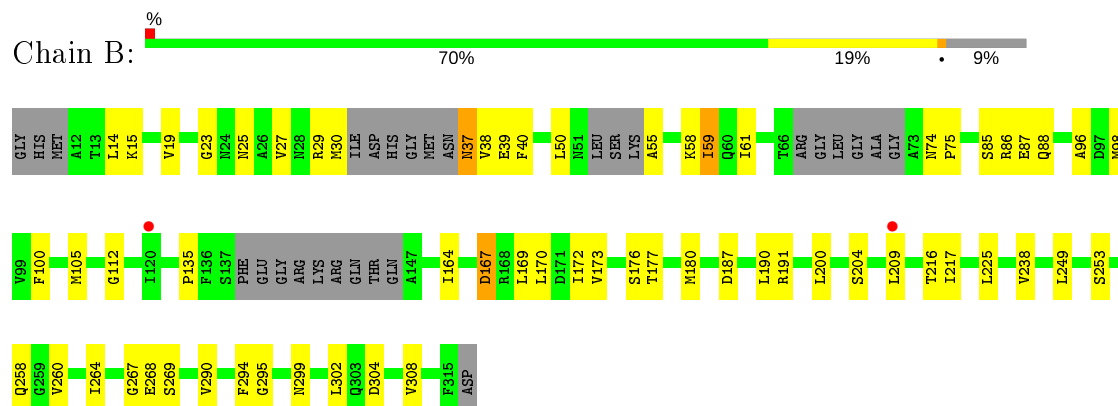 %
Chain B:
70% 19% • 9%
GLY HIS MET A12 T13 L14 K15 V19 G23 N24 N25 A26 V27 N28 R29 M30 ILE ASP HIS GLY MET ASN N37 V38 E39 F40 L50 N51 LEU SER LYS A55 K58 I59 Q60 I61 T66 ARG GLY LEU GLY ALA GLY A73 N74 P75 S85 R86 E87 Q88 A96 D97 M98
V99 F100 M105 G112 I120 P135 F136 S137 PHE GLU GLY ARG LYS ARG GLN THR GLN A147 I164 D167 R168 L169 L170 D171 I172 V173 S176 T177 M180 D187 L190 R191 L200 S204 L209 T216 I217 L225 V238 L249 S253
Q258 G259 V260 I264 G267 E268 S269 V290 F294 G295 N299 L302 Q303 D304 V308 F315 ASP